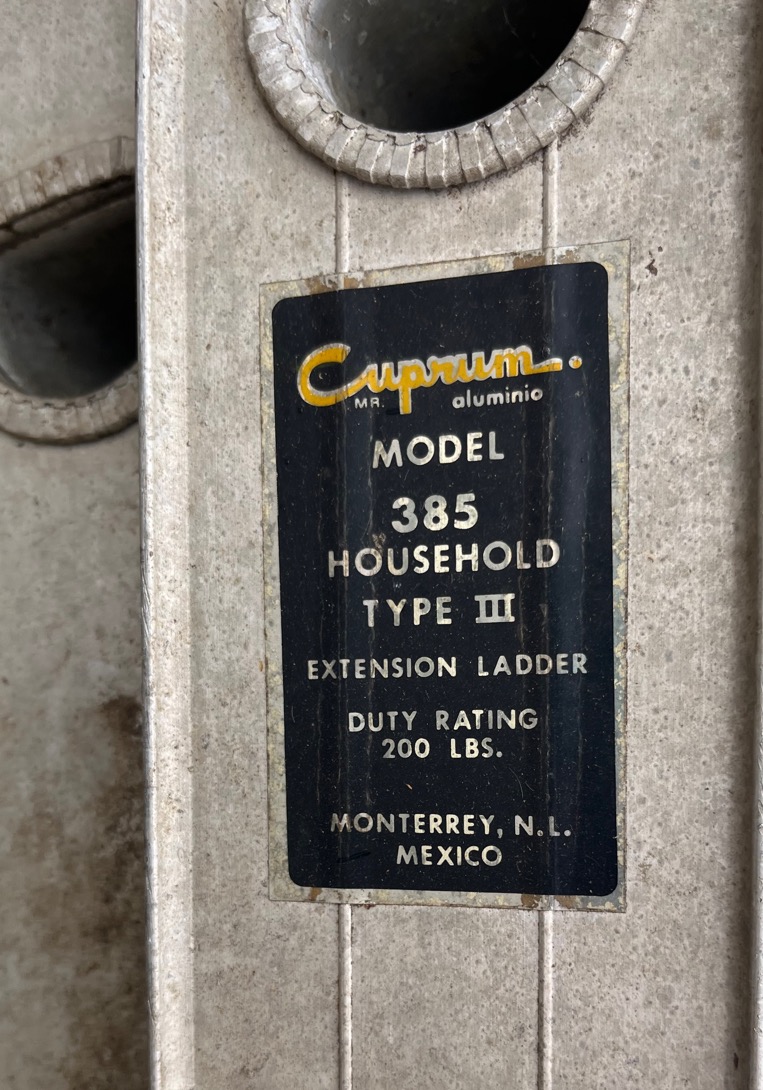 Cuprum.
MR. aluminio
MODEL
385
HOUSEHOLD
TYPE III
EXTENSION LADDER
DUTY RATING
200 LBS.
MONTERREY, N.L.
MEXICO